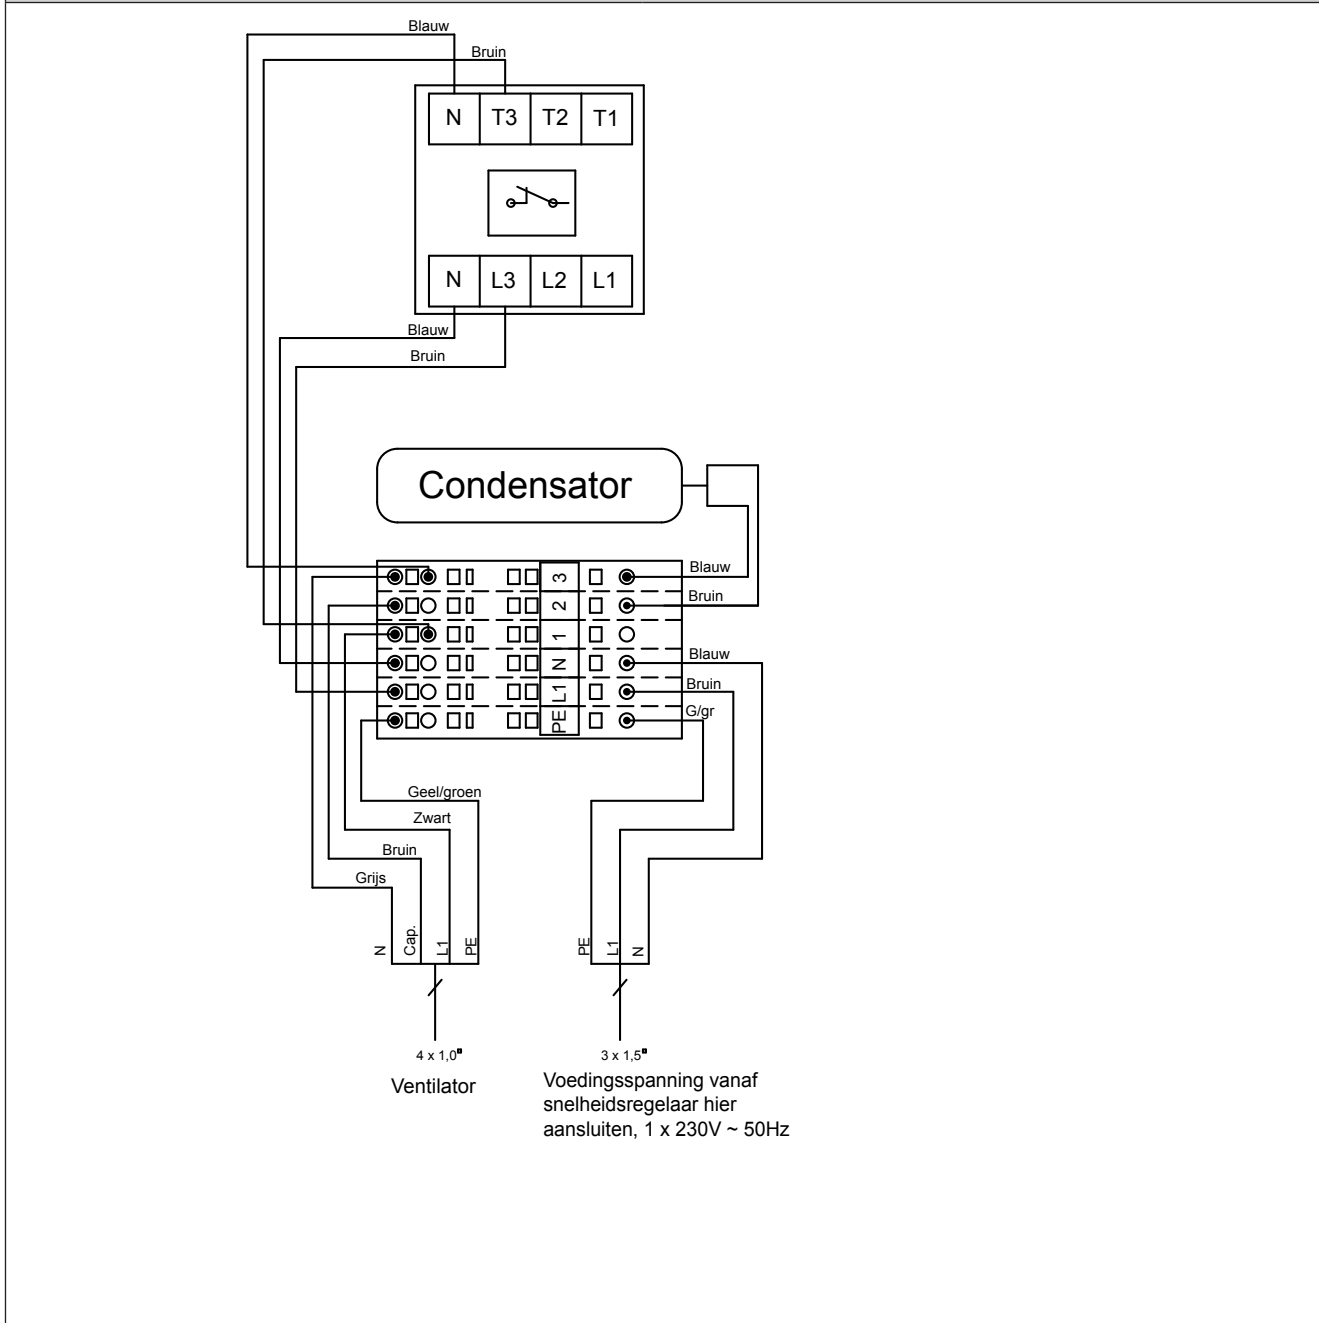 Blauw
Bruin
N T3 T2 T1
N L3 L2 L1
Blauw
Bruin
Condensator
3
Blauw
2
Bruin
1
N
Blauw
L1
Bruin
PE
G/gr
Geel/groen
Zwart
Bruin
Grijs
N Cap. L1 PE
PE L1 N
4 x 1,0¤
3 x 1,5¤
Ventilator
Voedingsspanning vanaf
snelheidsregelaar hier
aansluiten, 1 x 230V ~ 50Hz